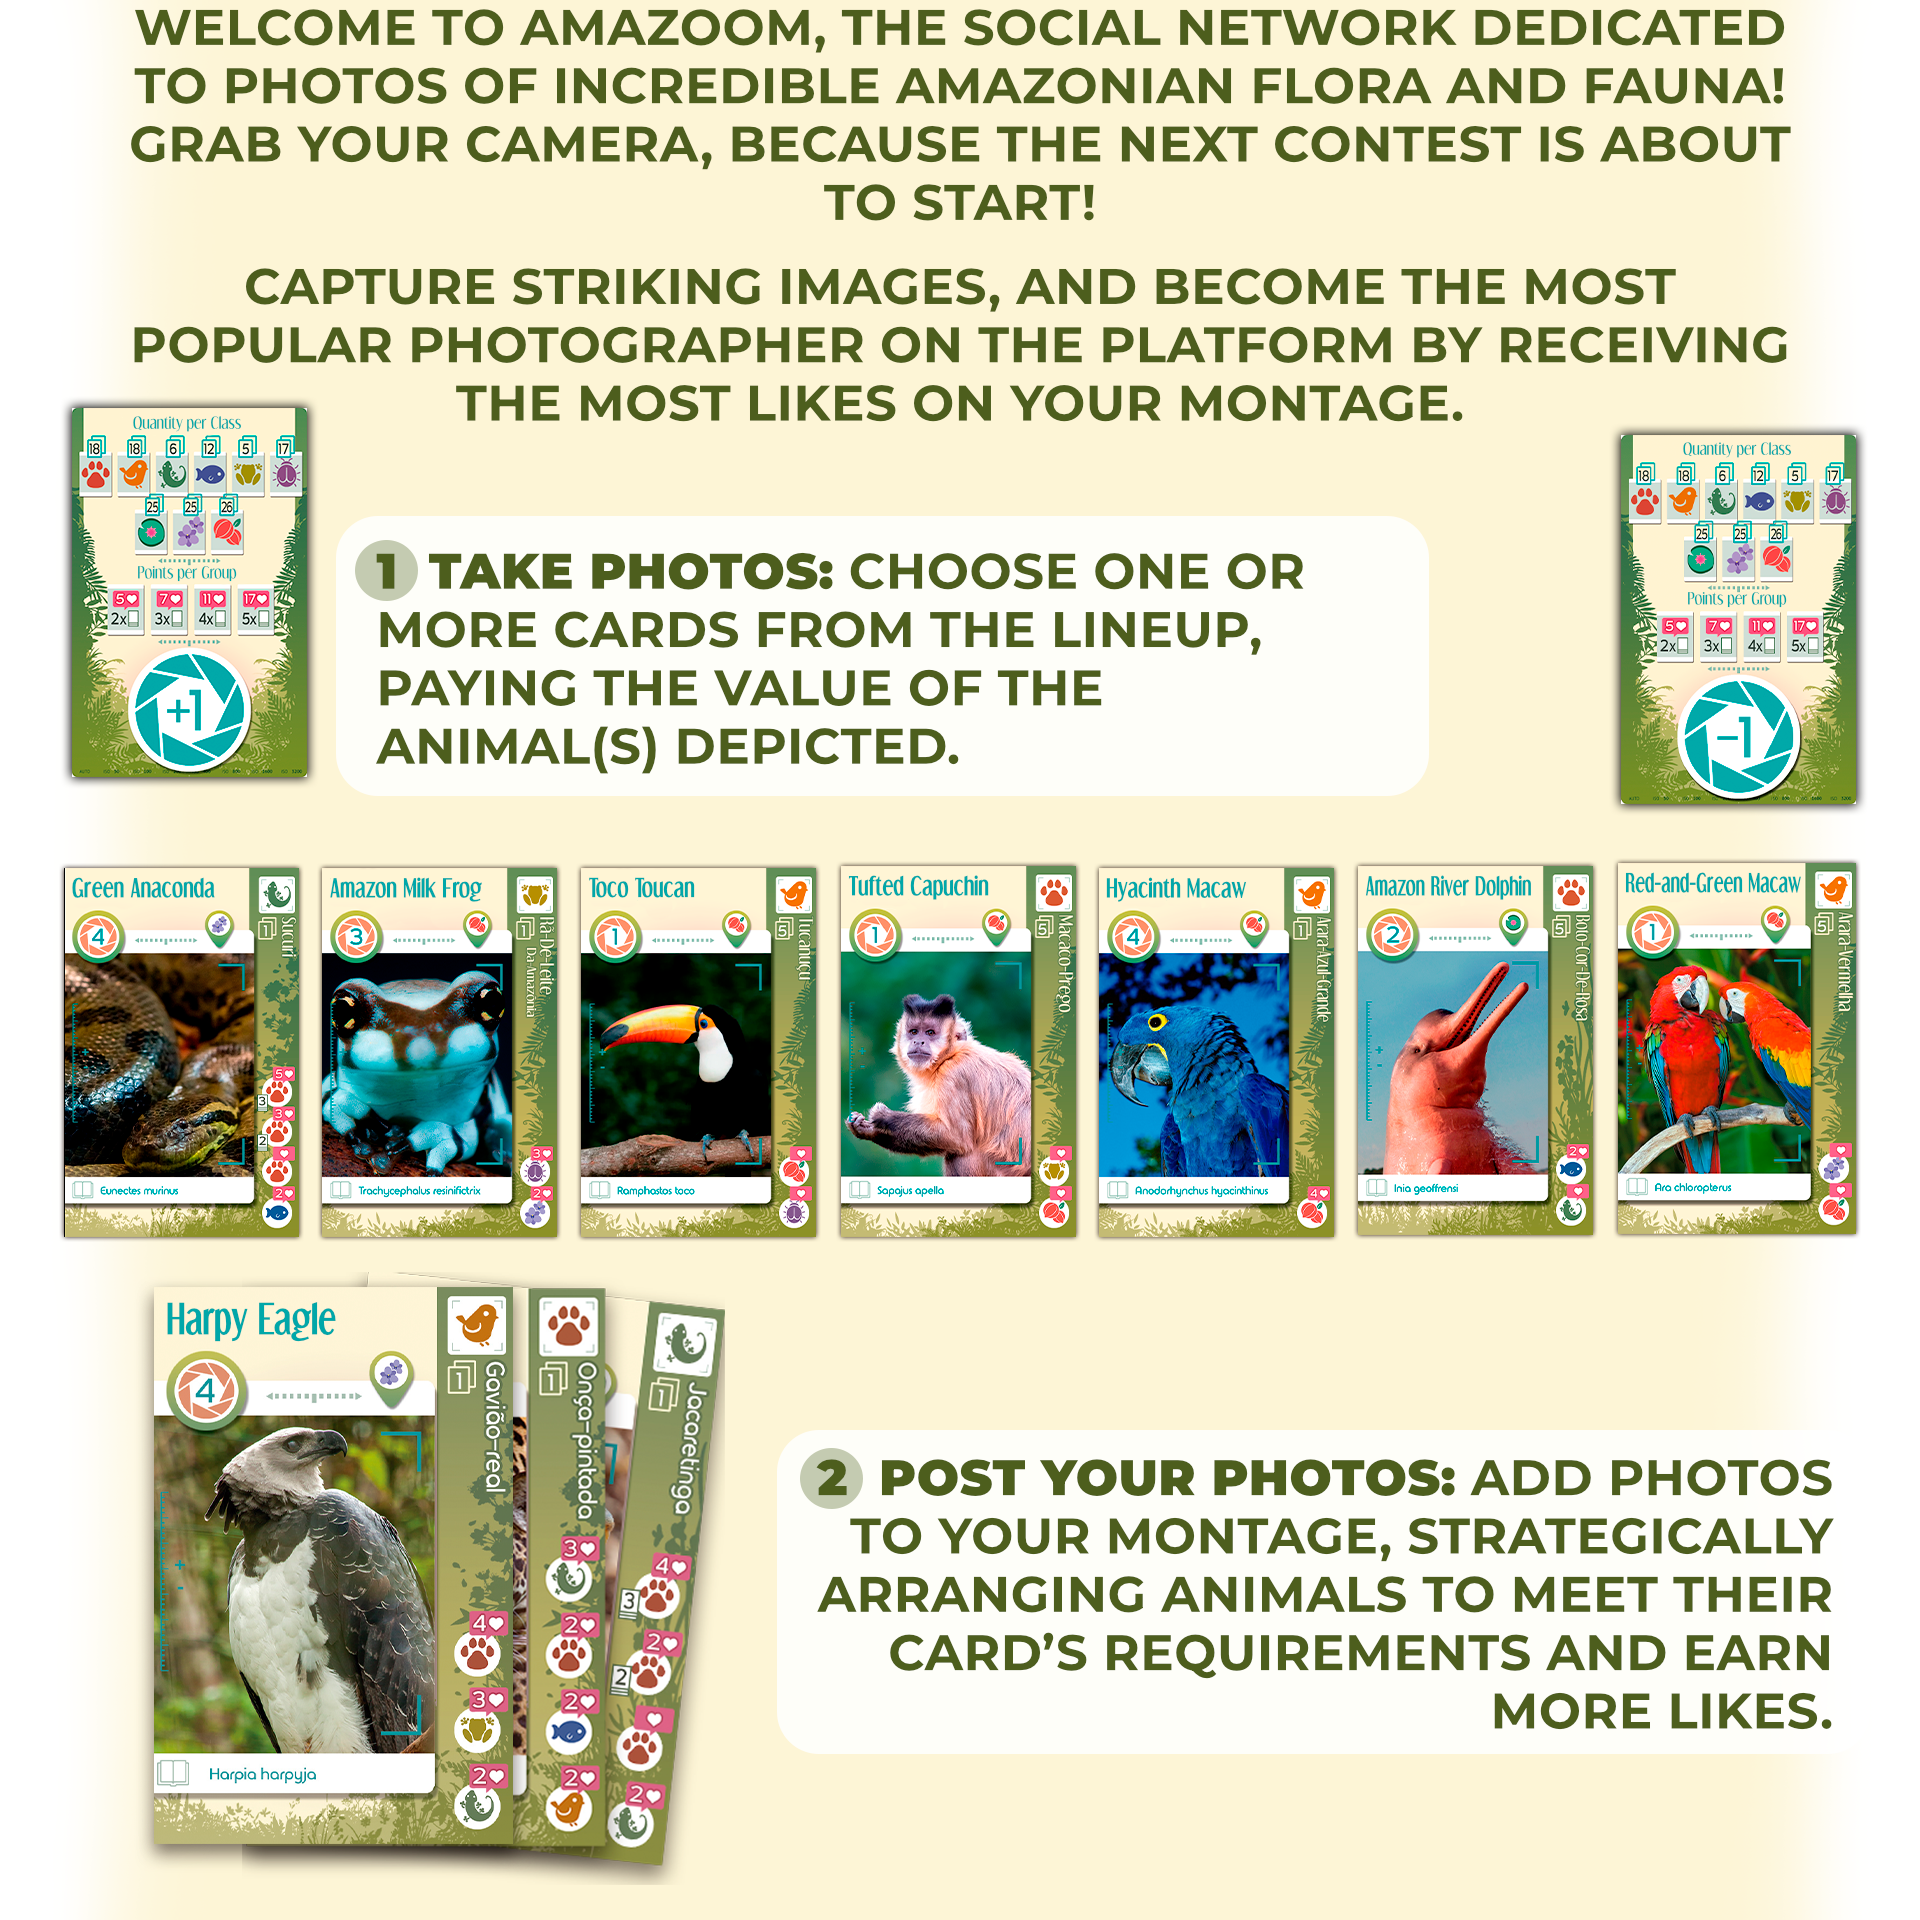 WELCOME TO AMAZOOM, THE SOCIAL NETWORK DEDICATED
TO PHOTOS OF INCREDIBLE AMAZONIAN FLORA AND FAUNA!
GRAB YOUR CAMERA, BECAUSE THE NEXT CONTEST IS ABOUT
TO START!
CAPTURE STRIKING IMAGES, AND BECOME THE MOST
POPULAR PHOTOGRAPHER ON THE PLATFORM BY RECEIVING
THE MOST LIKES ON YOUR MONTAGE.
Quantity per Class
18 18 6 12 5 17
25 25 26
Points per Group
5 7 11 17
2x 3x 4x 5x
+1
Quantity per Class
18 18 6 12 5 17
25 25 26
Points per Group
5 7 11 17
2x 3x 4x 5x
-1
1 TAKE PHOTOS: CHOOSE ONE OR
MORE CARDS FROM THE LINEUP,
PAYING THE VALUE OF THE
ANIMAL(S) DEPICTED.
Green Anaconda
4
1
Sucuri
5
3
3
2
2
Eunectes murinus
Amazon Milk Frog
3
1
Rã-De-Leite
Da-Amazônia
3
2
Trachycephalus resinifictrix
Toco Toucan
1
5
Tucanuçu
Ramphastos toco
Tufted Capuchin
1
5
Macaco-Prego
Sapajus apella
Hyacinth Macaw
4
1
Arara-Azul-Grande
4
Anodorhynchus hyacinthinus
Amazon River Dolphin
2
5
Boto-Cor-De-Rosa
2
Inia geoffrensi
Red-and-Green Macaw
1
5
Arara-Vermelha
Ara chloropterus
Harpy Eagle
4
1
Gavião-real
4
3
2
Harpia harpyja
1
Onça-pintada
3
2
2
2
1
Jacaretinga
4
3
2
2
2
2 POST YOUR PHOTOS: ADD PHOTOS
TO YOUR MONTAGE, STRATEGICALLY
ARRANGING ANIMALS TO MEET THEIR
CARD’S REQUIREMENTS AND EARN
MORE LIKES.